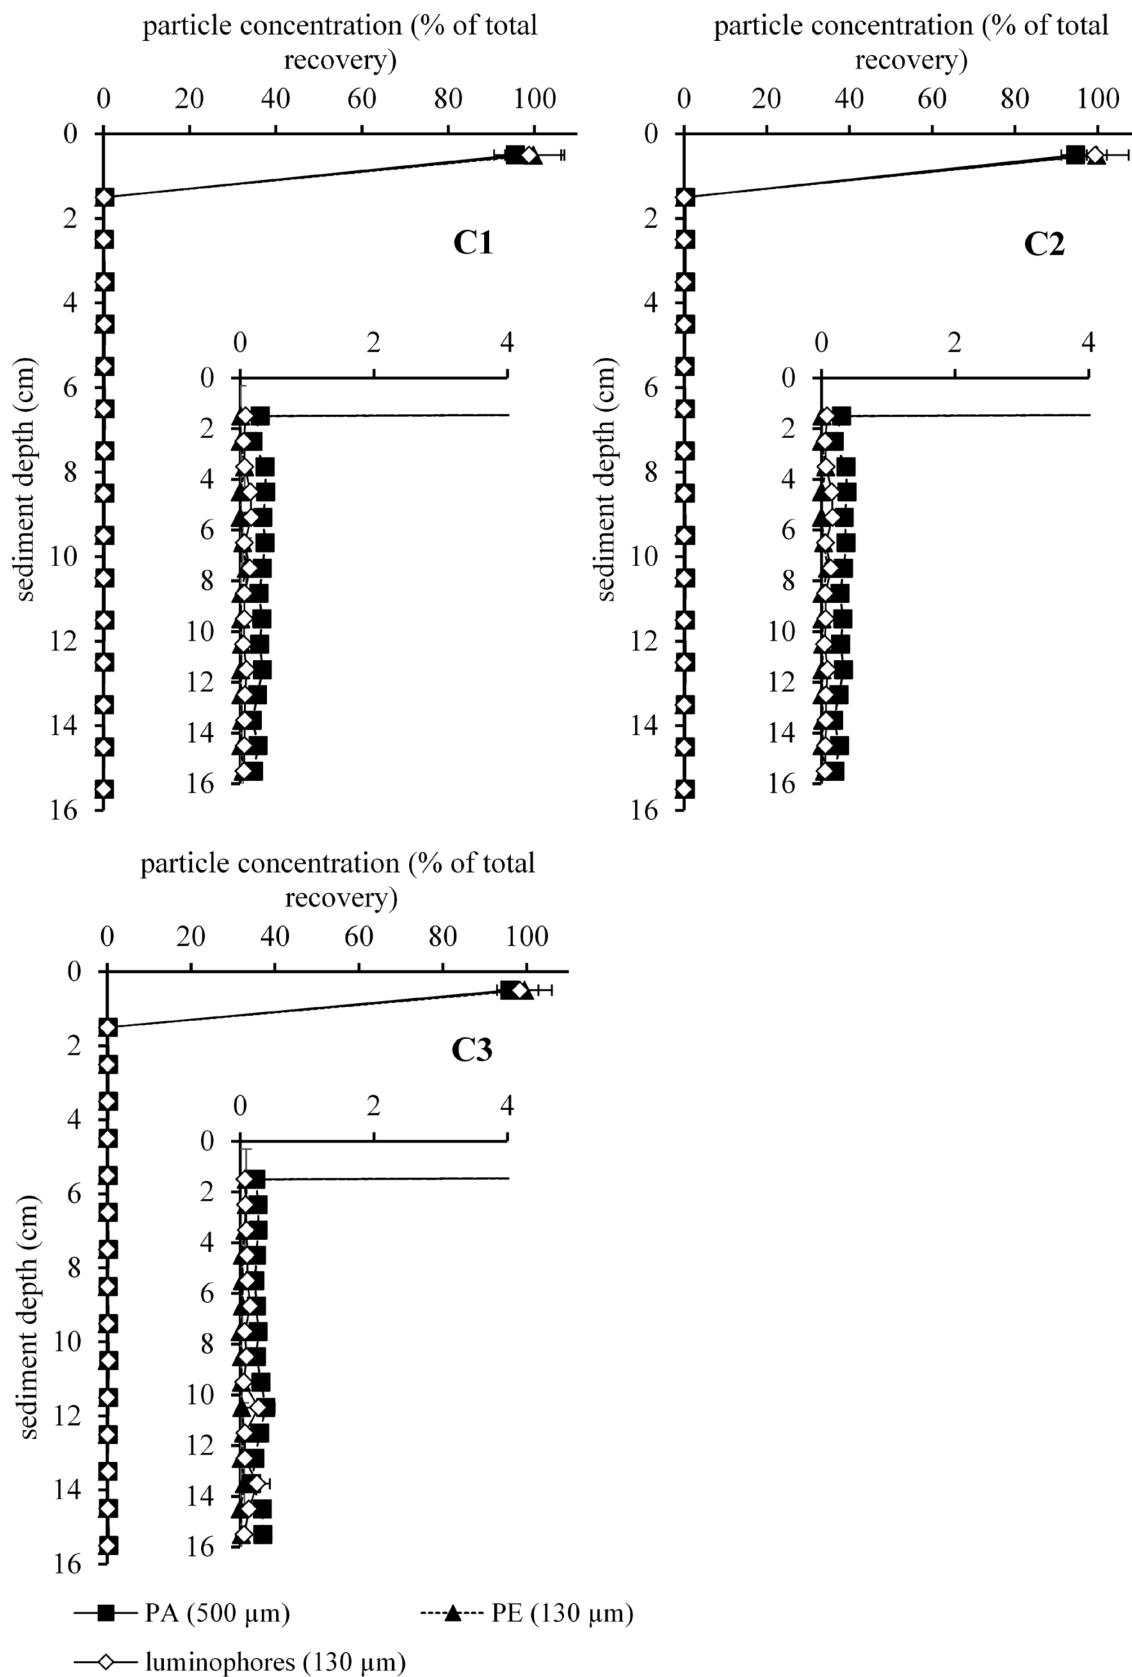 particle concentration (% of total
recovery)
0 20 40 60 80 100
0
2
4
6
8
10
12
14
16
sediment depth (cm)
C1
0 2 4
0
2
4
6
8
10
12
14
16
particle concentration (% of total
recovery)
0 20 40 60 80 100
0
2
4
6
8
10
12
14
16
sediment depth (cm)
C2
0 2 4
0
2
4
6
8
10
12
14
16
particle concentration (% of total
recovery)
0 20 40 60 80 100
0
2
4
6
8
10
12
14
16
sediment depth (cm)
C3
0 2 4
0
2
4
6
8
10
12
14
16
PA (500 µm) PE (130 µm)
luminophores (130 µm)